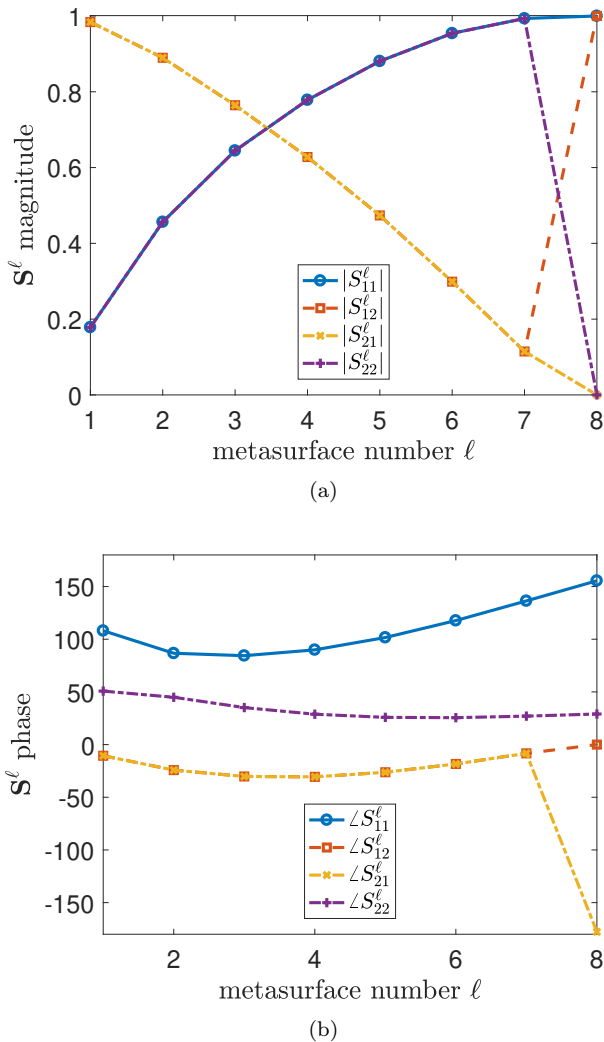 1
0.8
0.6
0.4
0.2
0
S^ℓ magnitude
|S^ℓ_11|
|S^ℓ_12|
|S^ℓ_21|
|S^ℓ_22|
1 2 3 4 5 6 7 8
metasurface number ℓ
(a)
150
100
50
0
-50
-100
-150
S^ℓ phase
∠S^ℓ_11
∠S^ℓ_12
∠S^ℓ_21
∠S^ℓ_22
2 4 6 8
metasurface number ℓ
(b)